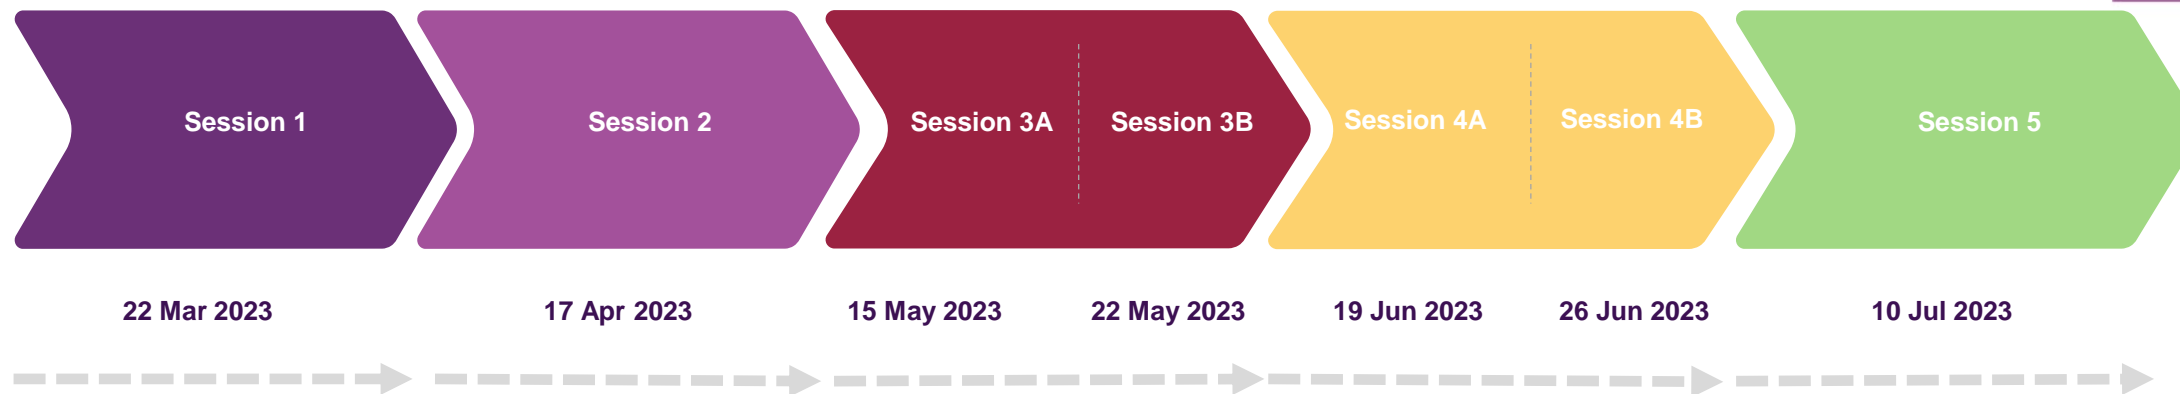 Session 1
Session 2
Session 3A
Session 3B
Session 4A
Session 4B
Session 5
22 Mar 2023
17 Apr 2023
15 May 2023
22 May 2023
19 Jun 2023
26 Jun 2023
10 Jul 2023